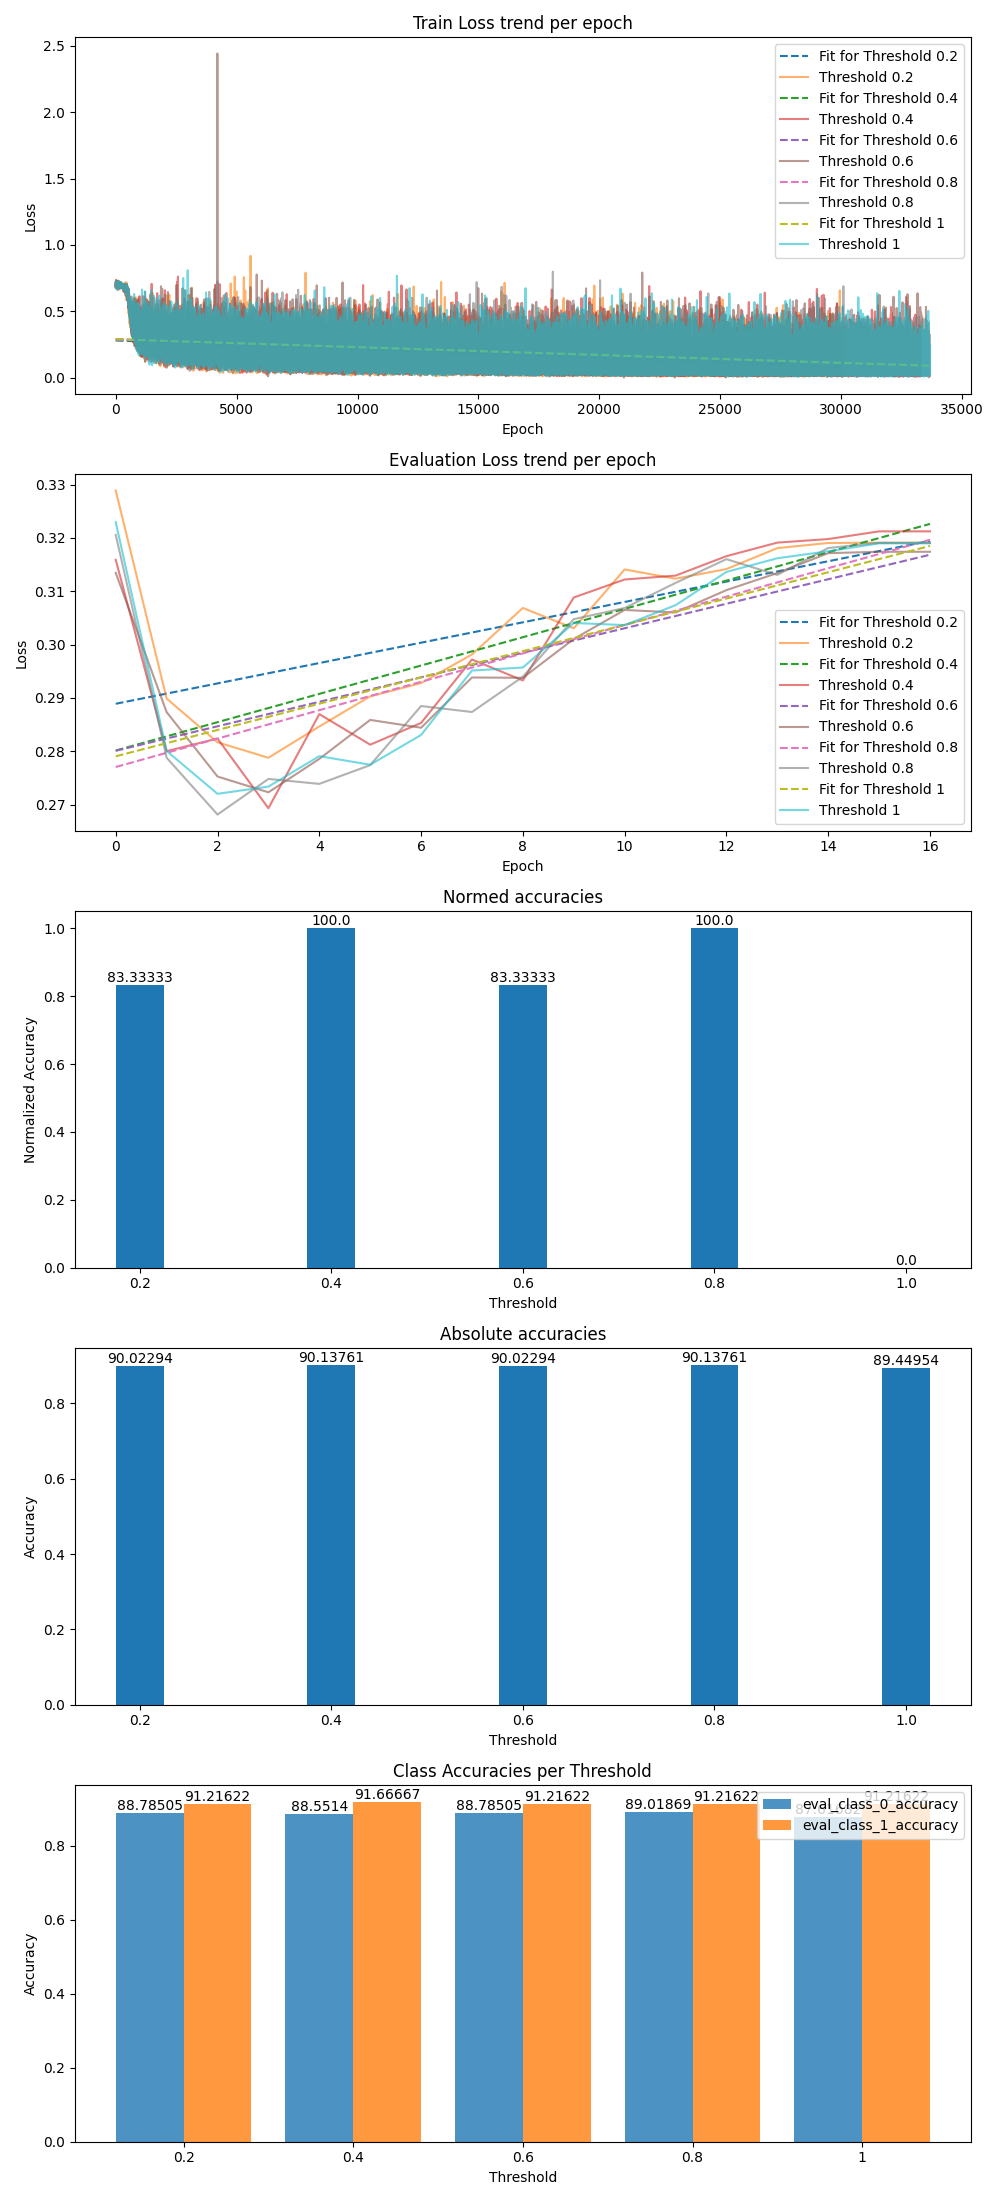 Train Loss trend per epoch
2.5
2.0
1.5
1.0
0.5
0.0
Loss
Fit for Threshold 0.2
Threshold 0.2
Fit for Threshold 0.4
Threshold 0.4
Fit for Threshold 0.6
Threshold 0.6
Fit for Threshold 0.8
Threshold 0.8
Fit for Threshold 1
Threshold 1
0 5000 10000 15000 20000 25000 30000 35000
Epoch
Evaluation Loss trend per epoch
0.33
0.32
0.31
0.30
0.29
0.28
0.27
Loss
Fit for Threshold 0.2
Threshold 0.2
Fit for Threshold 0.4
Threshold 0.4
Fit for Threshold 0.6
Threshold 0.6
Fit for Threshold 0.8
Threshold 0.8
Fit for Threshold 1
Threshold 1
0 2 4 6 8 10 12 14 16
Epoch
Normed accuracies
1.0
0.8
0.6
0.4
0.2
0.0
Normalized Accuracy
83.33333 100.0 83.33333 100.0 0.0
0.2 0.4 0.6 0.8 1.0
Threshold
Absolute accuracies
0.8
0.6
0.4
0.2
0.0
Accuracy
90.02294 90.13761 90.02294 90.13761 89.44954
0.2 0.4 0.6 0.8 1.0
Threshold
Class Accuracies per Threshold
0.8
0.6
0.4
0.2
0.0
Accuracy
88.78505 91.21622 88.5514 91.66667 88.78505 91.21622 89.01869 91.21622 91.21622
eval_class_0_accuracy
eval_class_1_accuracy
0.2 0.4 0.6 0.8 1
Threshold